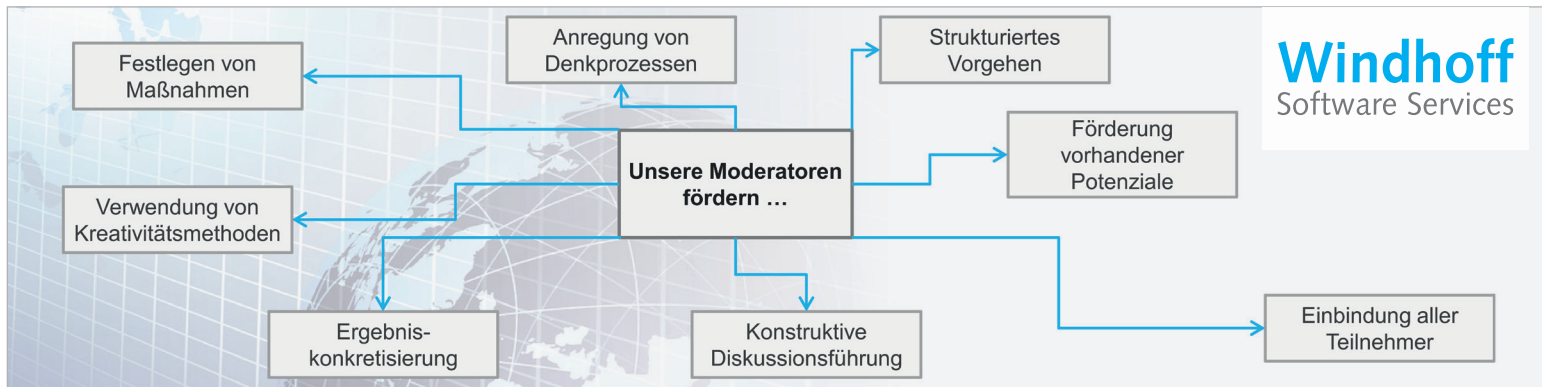 Festlegen von
Maßnahmen
Anregung von
Denkprozessen
Strukturiertes
Vorgehen
Windhoff
Software Services
Unsere Moderatoren
fördern …
Förderung
vorhandener
Potenziale
Verwendung von
Kreativitätsmethoden
Ergebnis-
konkretisierung
Konstruktive
Diskussionsführung
Einbindung aller
Teilnehmer